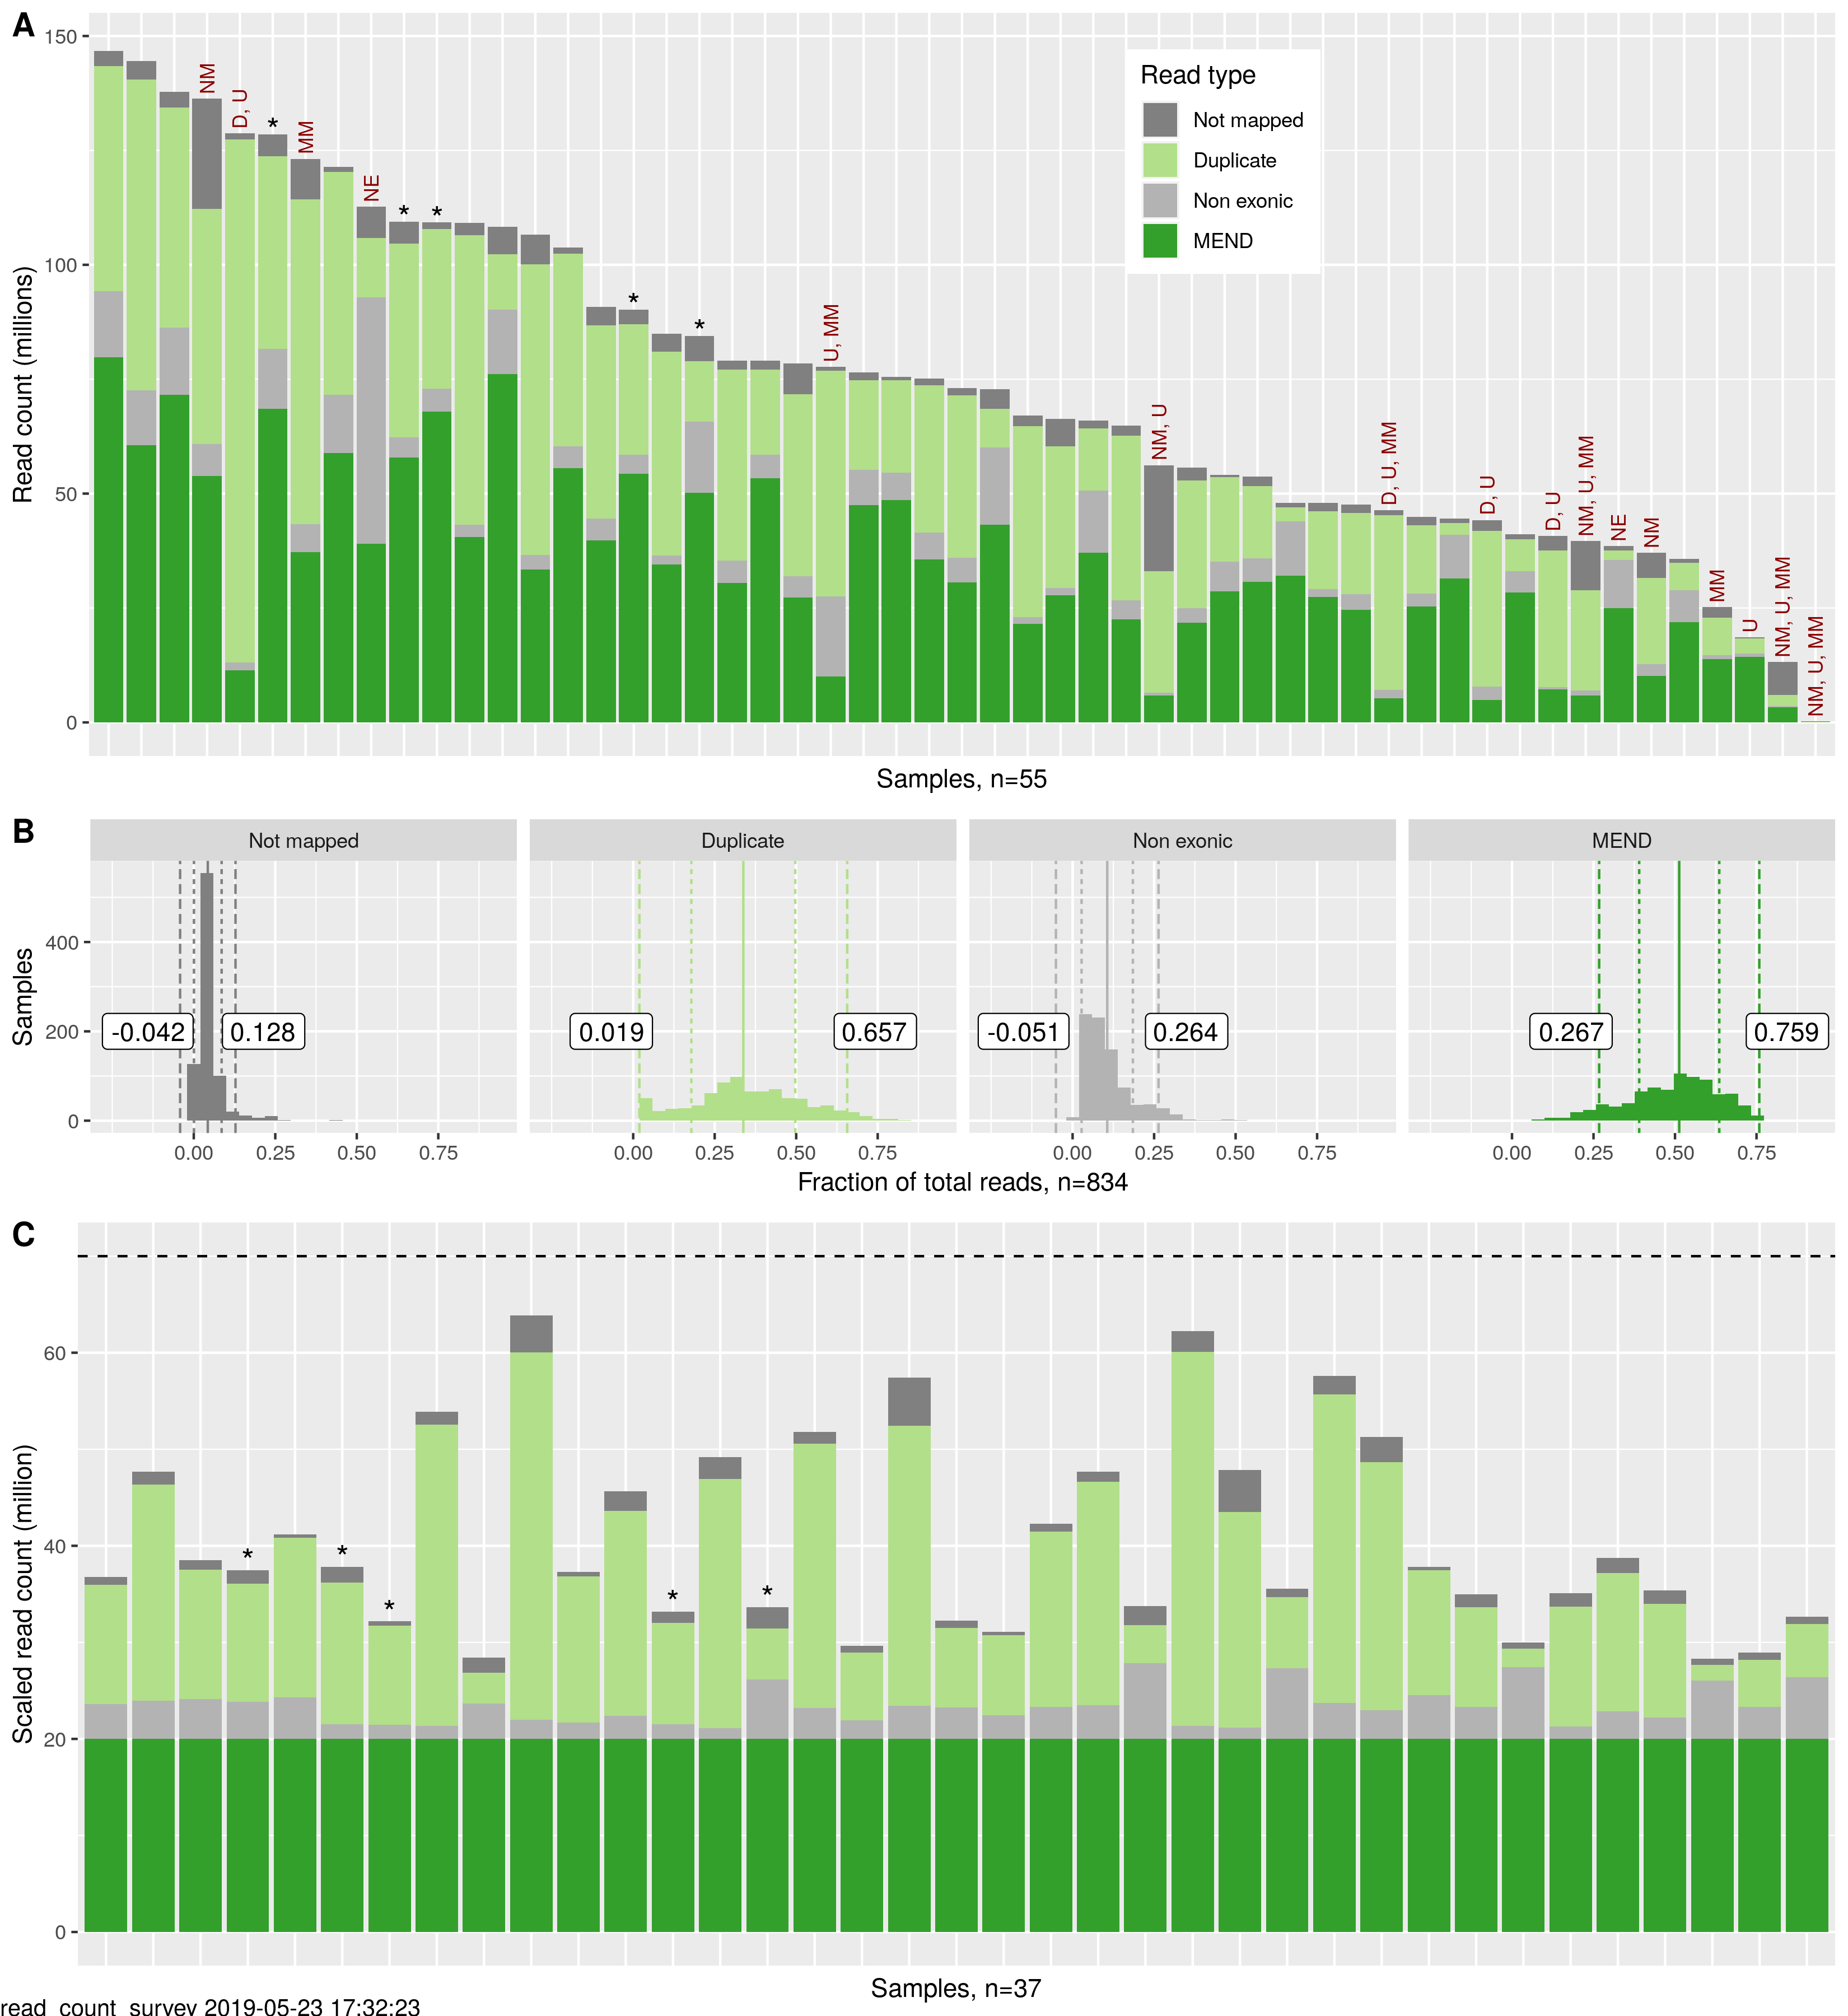 A
150
100
50
0
Read count (millions)
NM
D, U
*
MM
NE
*
*
*
*
U, MM
NM, U
D, U, MM
D, U
D, U
NM, U, MM
NE
NM
MM
U
NM, U, MM
NM, U, MM
Read type
Not mapped
Duplicate
Non exonic
MEND
Samples, n=55
B
Not mapped
Duplicate
Non exonic
MEND
Samples
400
200
0
-0.042
0.128
0.019
0.657
-0.051
0.264
0.267
0.759
0.00 0.25 0.50 0.75
0.00 0.25 0.50 0.75
0.00 0.25 0.50 0.75
0.00 0.25 0.50 0.75
Fraction of total reads, n=834
C
60
40
20
0
Scaled read count (million)
*
*
*
*
*
Samples, n=37
read_count_survey 2019-05-23 17:32:23